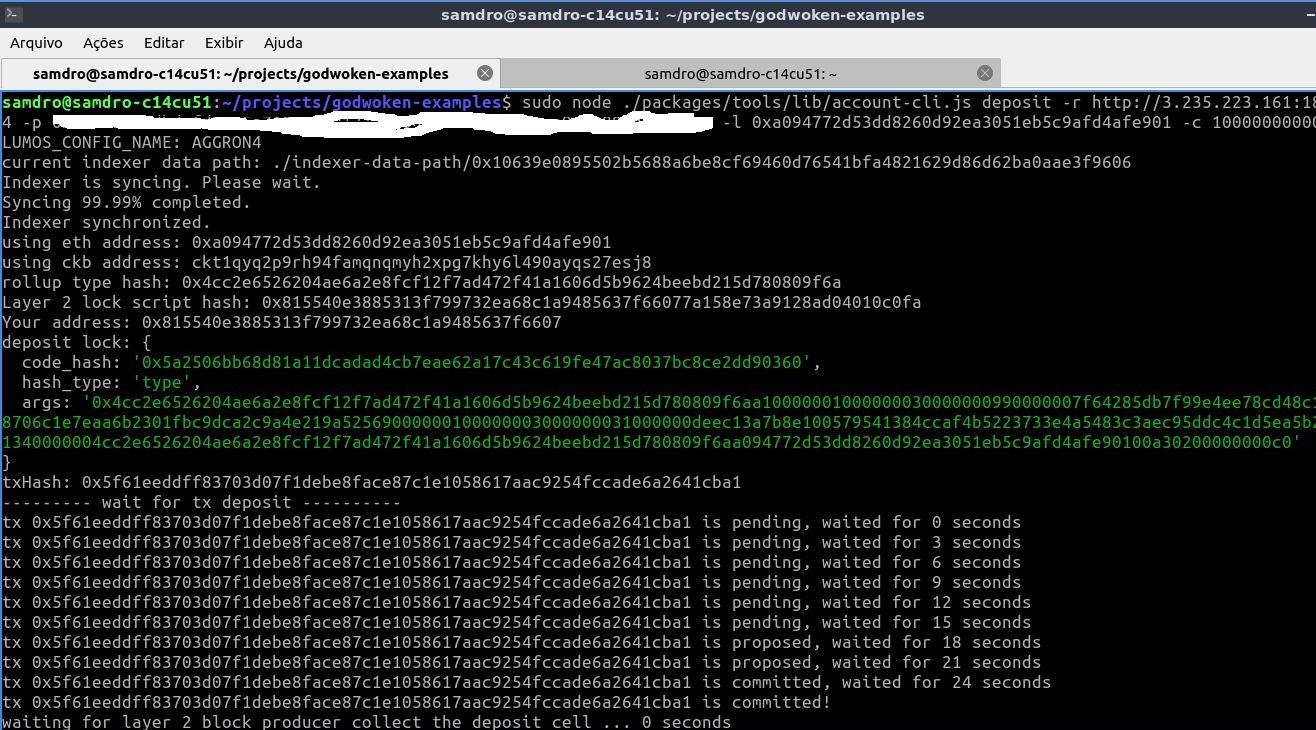 samdro@samdro-c14cu51: ~/projects/godwoken-examples
Arquivo Ações Editar Exibir Ajuda
samdro@samdro-c14cu51: ~/projects/godwoken-examples samdro@samdro-c14cu51: ~
samdro@samdro-c14cu51:~/projects/godwoken-examples$ sudo node ./packages/tools/lib/account-cli.js deposit -r http://3.235.223.161:18
4 -p -l 0xa094772d53dd8260d92ea3051eb5c9afd4afe901 -c 10000000000
LUMOS_CONFIG_NAME: AGGRON4
current indexer data path: ./indexer-data-path/0x10639e0895502b5688a6be8cf69460d76541bfa4821629d86d62ba0aae3f9606
Indexer is syncing. Please wait.
Syncing 99.99% completed.
Indexer synchronized.
using eth address: 0xa094772d53dd8260d92ea3051eb5c9afd4afe901
using ckb address: ckt1qyq2p9rh94famqnqmyh2xpg7khy6l490ayqs27esj8
rollup type hash: 0x4cc2e6526204ae6a2e8fcf12f7ad472f41a1606d5b9624beebd215d780809f6a
Layer 2 lock script hash: 0x815540e3885313f799732ea68c1a9485637f66077a158e73a9128ad04010c0fa
Your address: 0x815540e3885313f799732ea68c1a9485637f6607
deposit lock: {
code_hash: '0x5a2506bb68d81a11dcadad4cb7eae62a17c43c619fe47ac8037bc8ce2dd90360',
hash_type: 'type',
args: '0x4cc2e6526204ae6a2e8fcf12f7ad472f41a1606d5b9624beebd215d780809f6aa10000001000000030000000990000007f64285db7f99e4ee78cd48c1
8706c1e7eaa6b2301fbc9dca2c9a4e219a525690000001000000030000000310000000deec13a7b8e100579541384ccaf4b5223733e4a5483c3aec95ddc4c1d5ea5b2
1340000004cc2e6526204ae6a2e8fcf12f7ad472f41a1606d5b9624beebd215d780809f6aa094772d53dd8260d92ea3051eb5c9afd4afe90100a30200000000c0'
}
txHash: 0x5f61eeddff83703d07f1debe8face87c1e1058617aac9254fccade6a2641cba1
--------- wait for tx deposit ----------
tx 0x5f61eeddff83703d07f1debe8face87c1e1058617aac9254fccade6a2641cba1 is pending, waited for 0 seconds
tx 0x5f61eeddff83703d07f1debe8face87c1e1058617aac9254fccade6a2641cba1 is pending, waited for 3 seconds
tx 0x5f61eeddff83703d07f1debe8face87c1e1058617aac9254fccade6a2641cba1 is pending, waited for 6 seconds
tx 0x5f61eeddff83703d07f1debe8face87c1e1058617aac9254fccade6a2641cba1 is pending, waited for 9 seconds
tx 0x5f61eeddff83703d07f1debe8face87c1e1058617aac9254fccade6a2641cba1 is pending, waited for 12 seconds
tx 0x5f61eeddff83703d07f1debe8face87c1e1058617aac9254fccade6a2641cba1 is pending, waited for 15 seconds
tx 0x5f61eeddff83703d07f1debe8face87c1e1058617aac9254fccade6a2641cba1 is proposed, waited for 18 seconds
tx 0x5f61eeddff83703d07f1debe8face87c1e1058617aac9254fccade6a2641cba1 is proposed, waited for 21 seconds
tx 0x5f61eeddff83703d07f1debe8face87c1e1058617aac9254fccade6a2641cba1 is committed, waited for 24 seconds
tx 0x5f61eeddff83703d07f1debe8face87c1e1058617aac9254fccade6a2641cba1 is committed!
waiting for layer 2 block producer collect the deposit cell ... 0 seconds